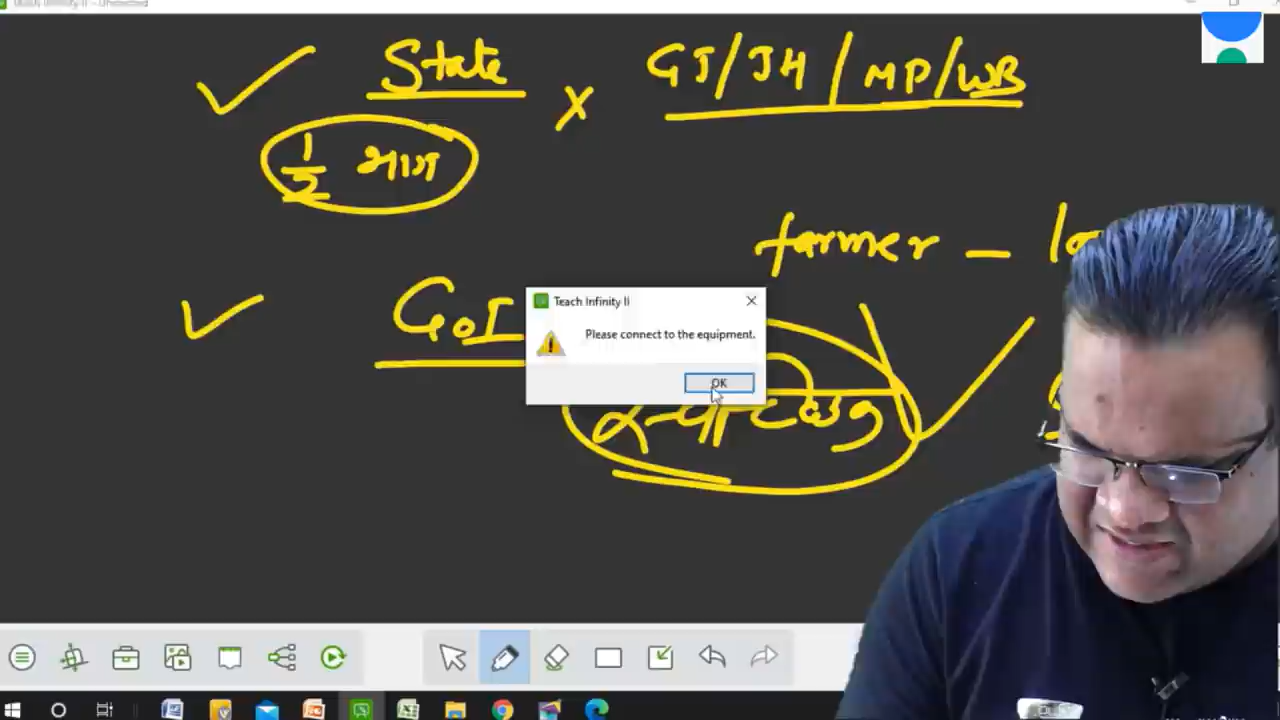 State × GJ/JH/MP/WB
1/2 भाग
farmer –
GoI
Teach Infinity Ii
Please connect to the equipment.
OK